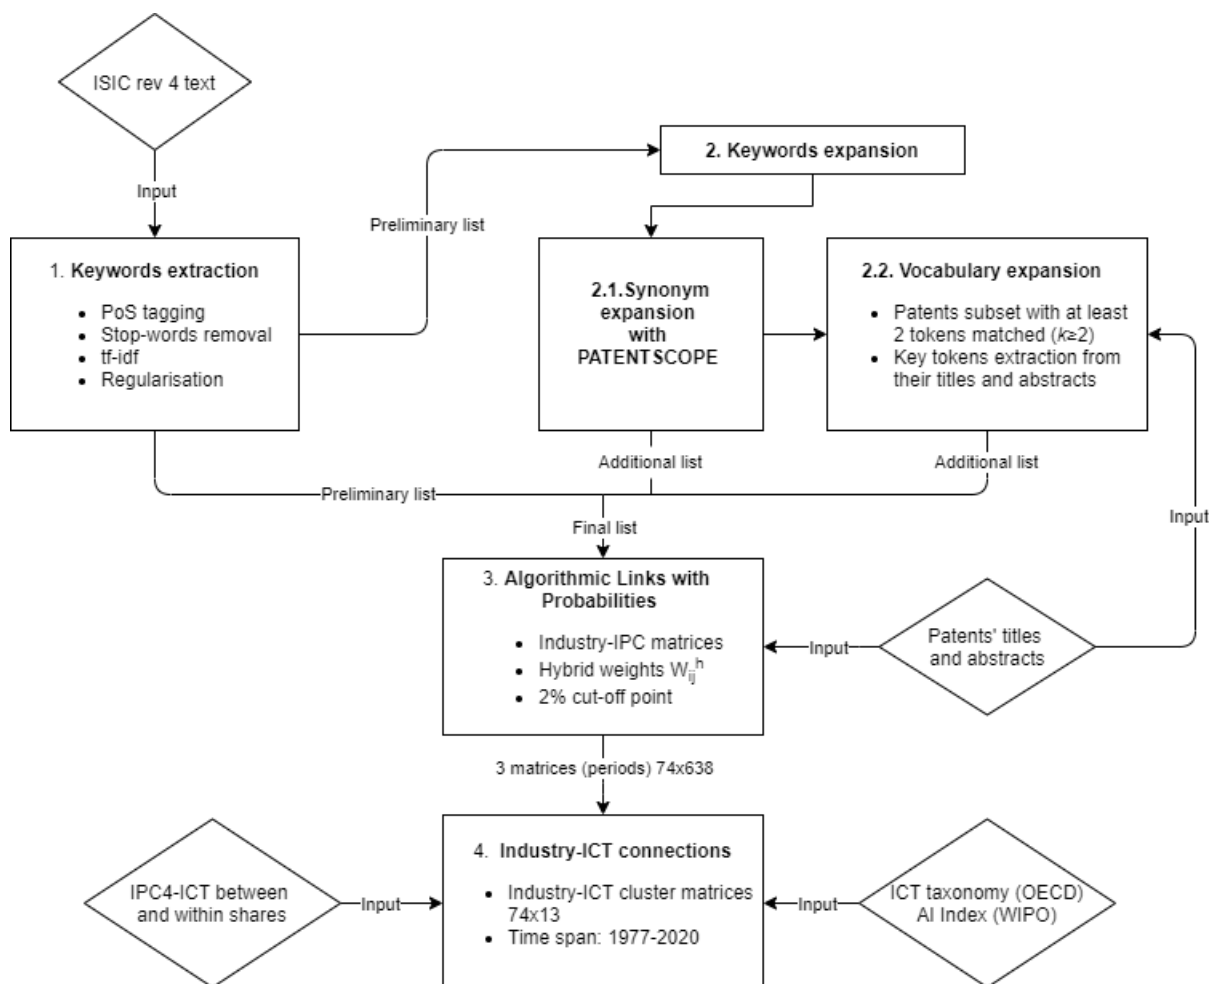 ISIC rev 4 text
Input
2. Keywords expansion
Preliminary list
1. Keywords extraction
• PoS tagging
• Stop-words removal
• tf-idf
• Regularisation
2.1.Synonym
expansion
with
PATENTSCOPE
2.2. Vocabulary expansion
• Patents subset with at least
2 tokens matched (k≥2)
• Key tokens extraction from
their titles and abstracts
Additional list
Additional list
Preliminary list
Input
Final list
3. Algorithmic Links with
Probabilities
• Industry-IPC matrices
• Hybrid weights W_ij^h
• 2% cut-off point
Input
Patents' titles
and abstracts
3 matrices (periods) 74x638
4. Industry-ICT connections
• Industry-ICT cluster matrices
74x13
• Time span: 1977-2020
IPC4-ICT between
and within shares
Input
Input
ICT taxonomy (OECD)
AI Index (WIPO)